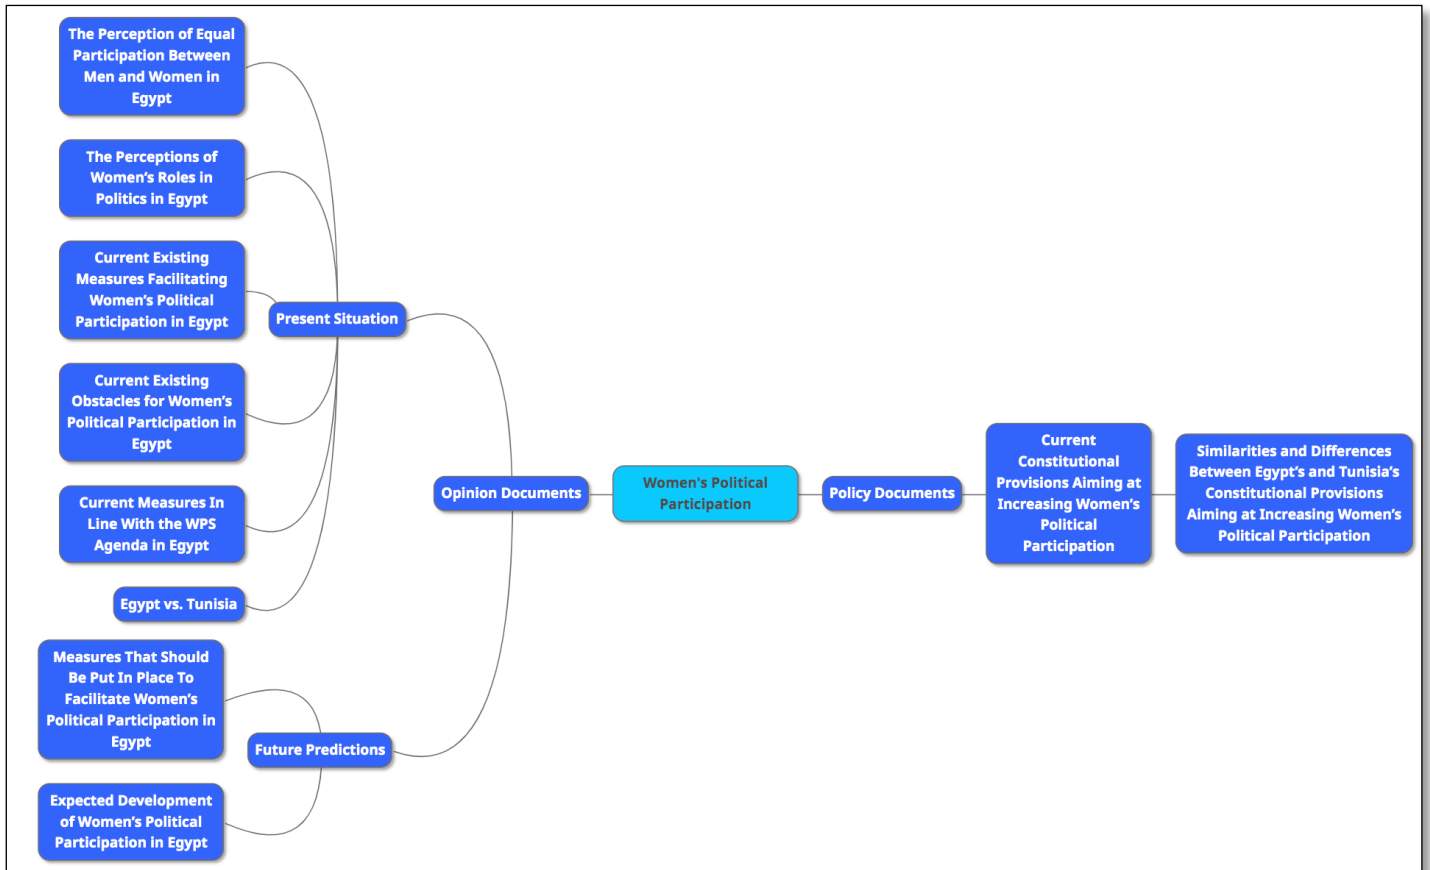 The Perception of Equal
Participation Between
Men and Women in
Egypt
The Perceptions of
Women’s Roles in
Politics in Egypt
Current Existing
Measures Facilitating
Women’s Political
Participation in Egypt
Present Situation
Current Existing
Obstacles for Women’s
Political Participation in
Egypt
Current Measures In
Line With the WPS
Agenda in Egypt
Egypt vs. Tunisia
Measures That Should
Be Put In Place To
Facilitate Women’s
Political Participation in
Egypt
Future Predictions
Expected Development
of Women’s Political
Participation in Egypt
Opinion Documents
Women's Political
Participation
Policy Documents
Current
Constitutional
Provisions Aiming at
Increasing Women’s
Political
Participation
Similarities and Differences
Between Egypt’s and Tunisia’s
Constitutional Provisions
Aiming at Increasing Women’s
Political Participation